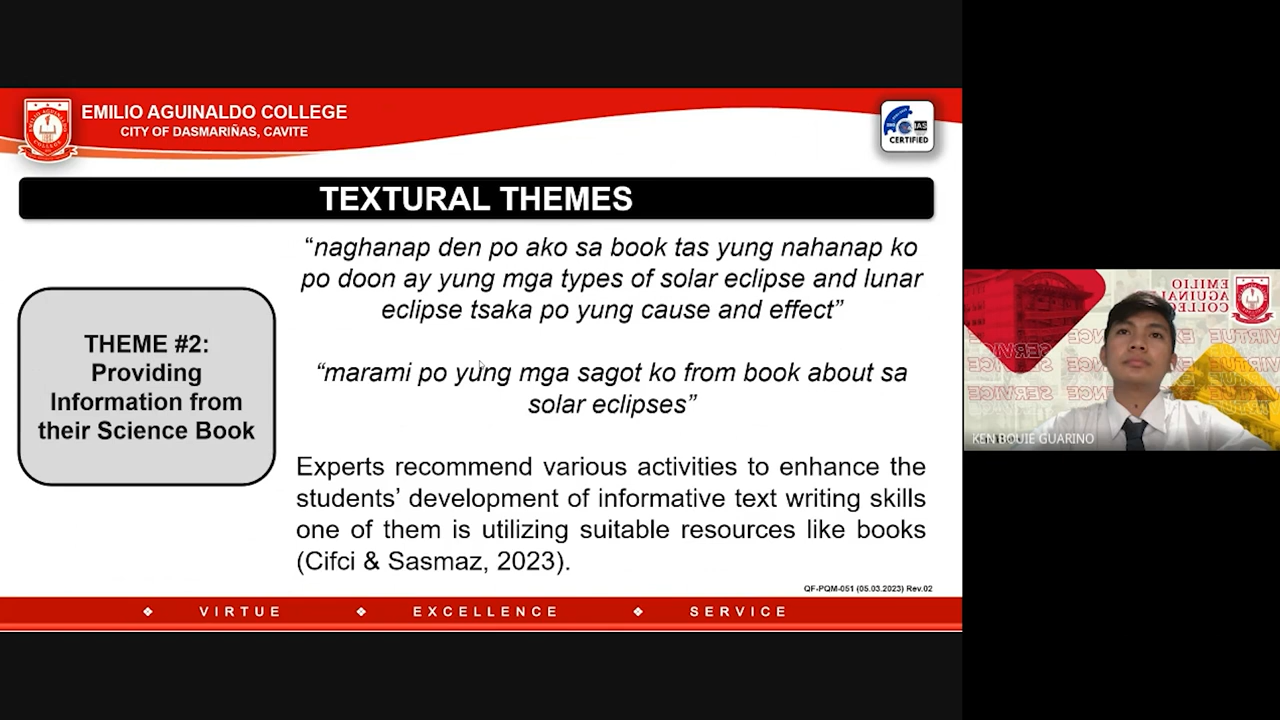 EMILIO AGUINALDO COLLEGE
CITY OF DASMARIÑAS, CAVITE
CERTIFIED
TEXTURAL THEMES
“naghanap den po ako sa book tas yung nahanap ko
po doon ay yung mga types of solar eclipse and lunar
eclipse tsaka po yung cause and effect”
“marami po yung mga sagot ko from book about sa
solar eclipses”
THEME #2:
Providing
Information from
their Science Book
Experts recommend various activities to enhance the
students’ development of informative text writing skills
one of them is utilizing suitable resources like books
(Cifci & Sasmaz, 2023).
QF-PQM-051 (05.03.2023) Rev.02
❖ VIRTUE ❖ EXCELLENCE ❖ SERVICE
EMILIO
AGUINALDO
COLLEGE
VIRTUE
SERVICE
KEN BOUIE GUARINO